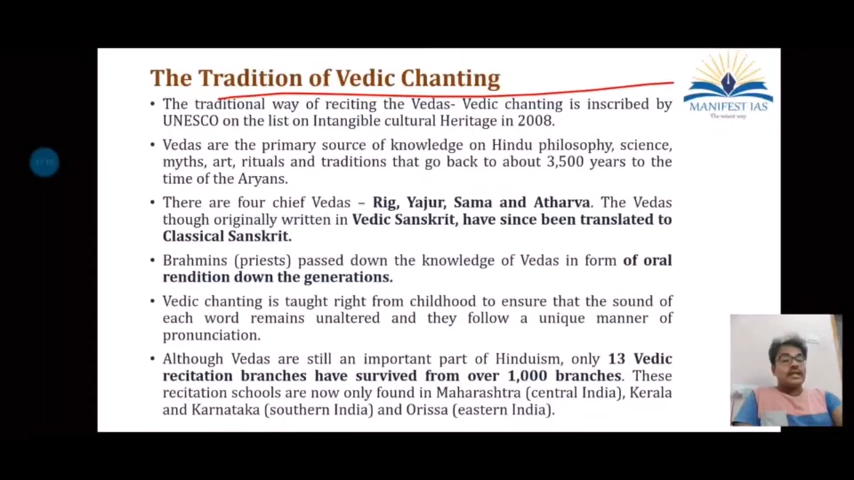 The Tradition of Vedic Chanting
• The traditional way of reciting the Vedas- Vedic chanting is inscribed by
UNESCO on the list on Intangible cultural Heritage in 2008.
• Vedas are the primary source of knowledge on Hindu philosophy, science,
myths, art, rituals and traditions that go back to about 3,500 years to the
time of the Aryans.
• There are four chief Vedas – Rig, Yajur, Sama and Atharva. The Vedas
though originally written in Vedic Sanskrit, have since been translated to
Classical Sanskrit.
• Brahmins (priests) passed down the knowledge of Vedas in form of oral
rendition down the generations.
• Vedic chanting is taught right from childhood to ensure that the sound of
each word remains unaltered and they follow a unique manner of
pronunciation.
• Although Vedas are still an important part of Hinduism, only 13 Vedic
recitation branches have survived from over 1,000 branches. These
recitation schools are now only found in Maharashtra (central India), Kerala
and Karnataka (southern India) and Orissa (eastern India).
MANIFEST IAS